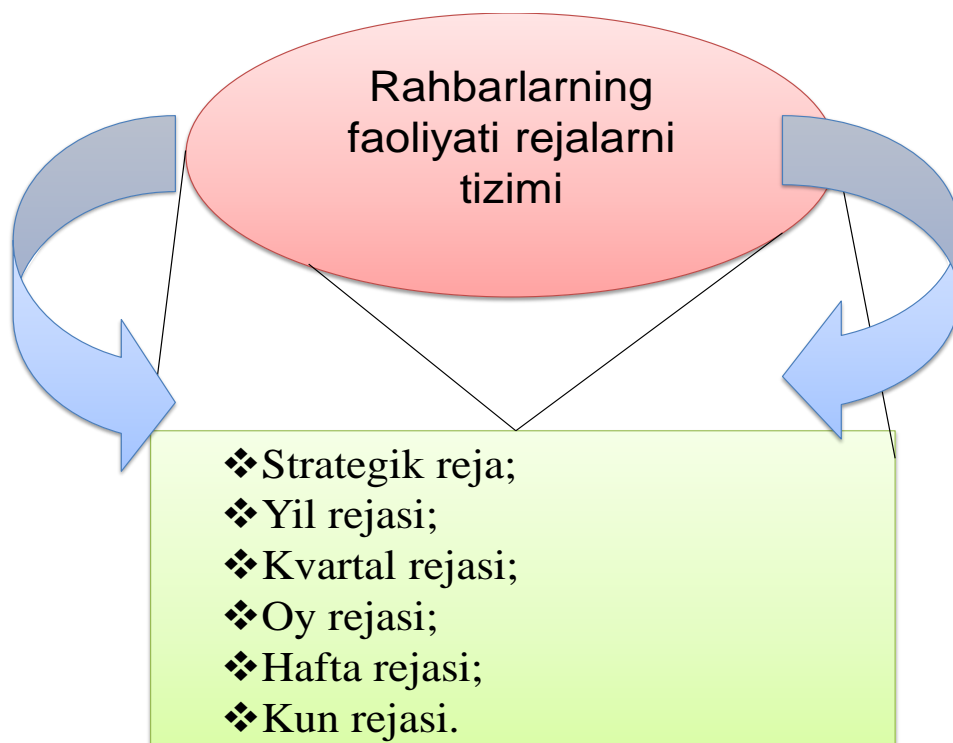 Rahbarlarning
faoliyati rejalarni
tizimi
❖Strategik reja;
❖Yil rejasi;
❖Kvartal rejasi;
❖Oy rejasi;
❖Hafta rejasi;
❖Kun rejasi.